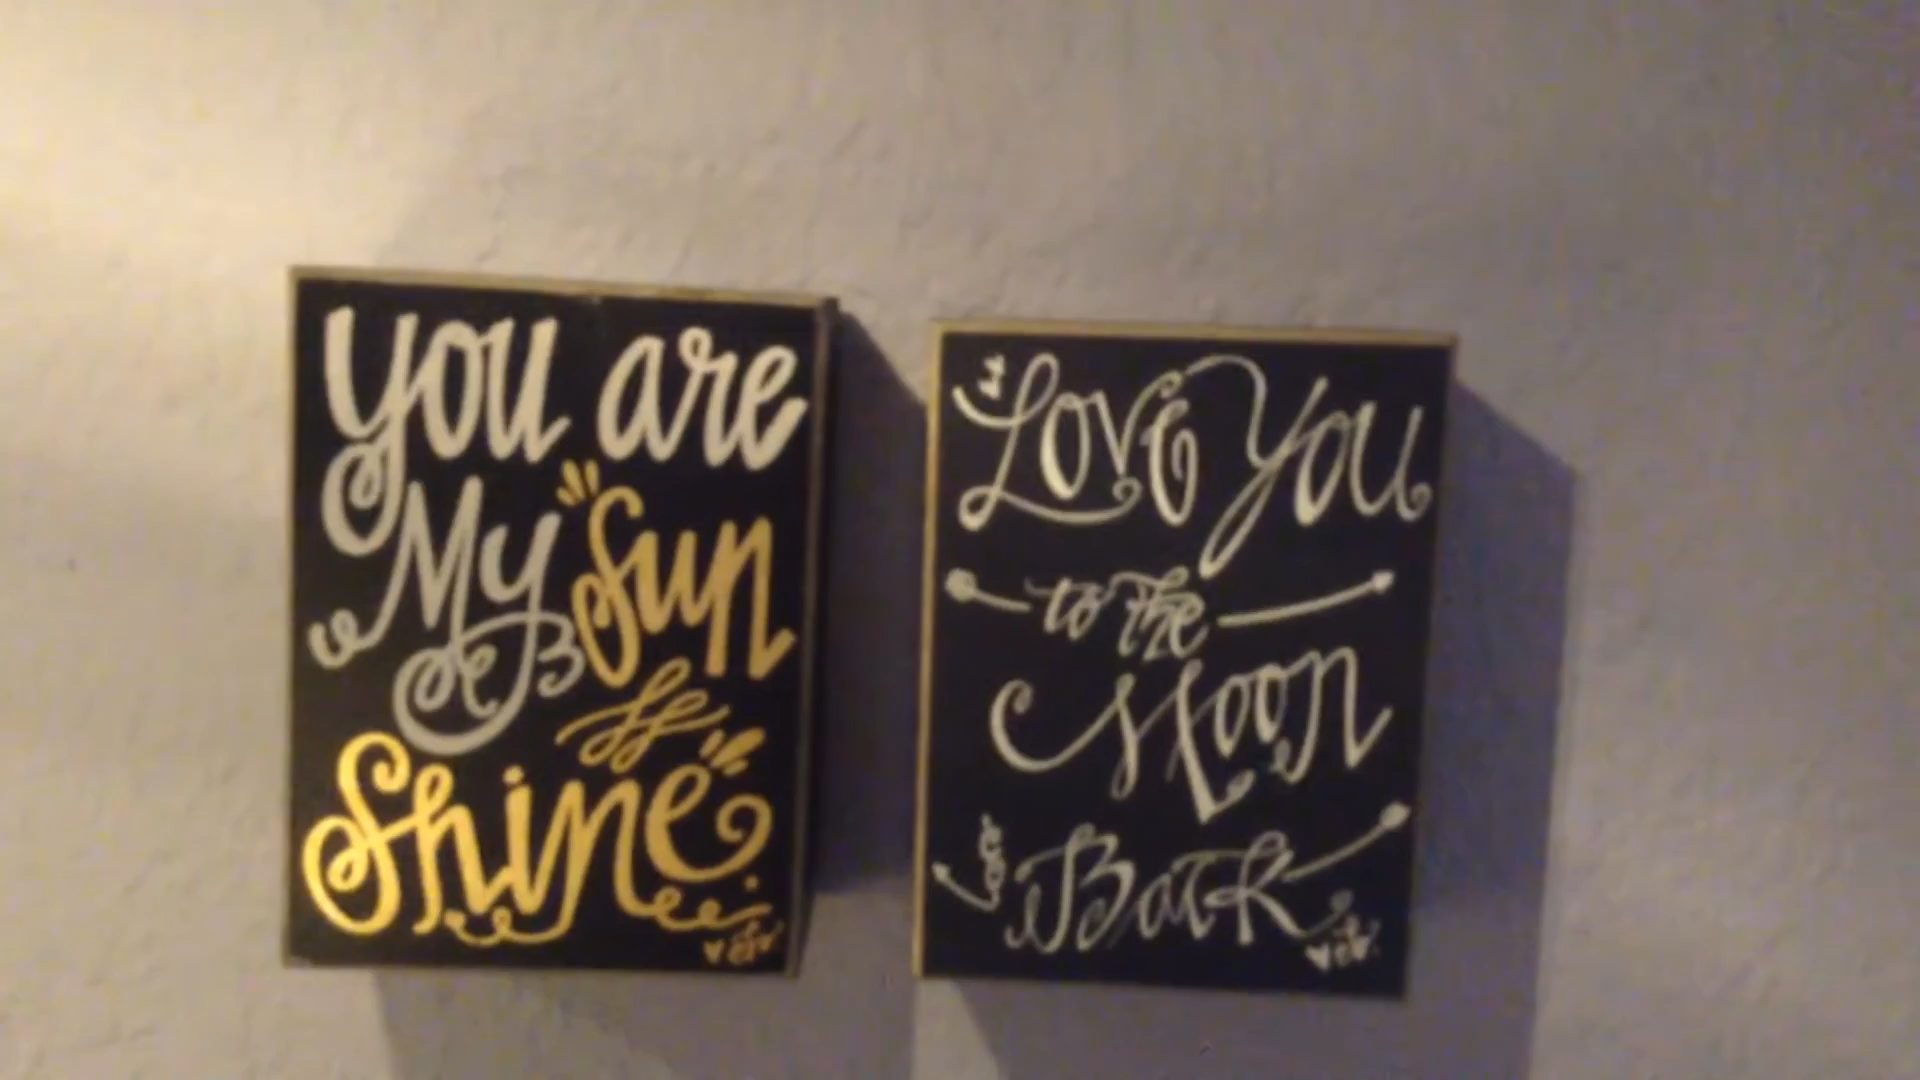 You are
My Sun
Shine
Love You
to the
Moon
Back